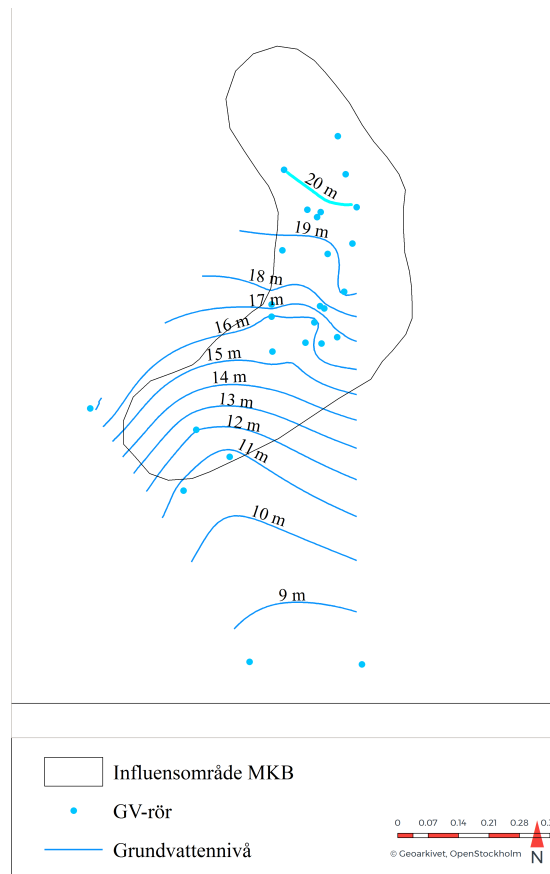 20 m
19 m
18 m
17 m
16 m
15 m
14 m
13 m
12 m
11 m
10 m
9 m
Influensområde MKB
GV-rör
Grundvattennivå
0 0.07 0.14 0.21 0.28
© Geoarkivet, OpenStockholm
N